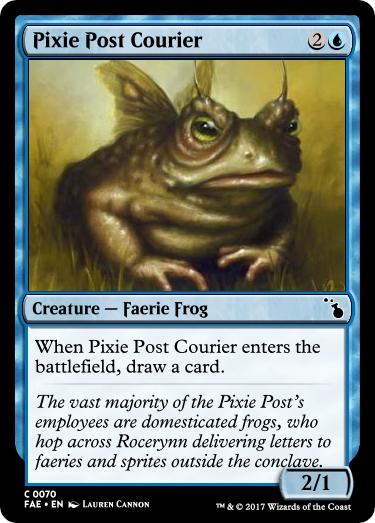 Pixie Post Courier 2
Creature — Faerie Frog
When Pixie Post Courier enters the
battlefield, draw a card.
The vast majority of the Pixie Post's
employees are domesticated frogs, who
hop across Rocerynn delivering letters to
faeries and sprites outside the conclave.
2/1
C 0070
FAE • EN Lauren Cannon
™ & © 2017 Wizards of the Coast